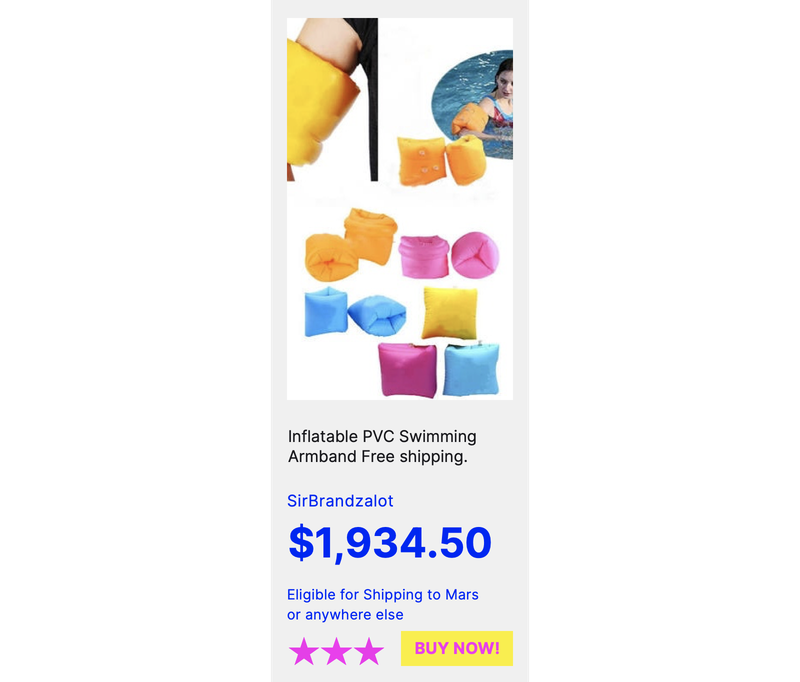 Inflatable PVC Swimming
Armband Free shipping.
SirBrandzalot
$1,934.50
Eligible for Shipping to Mars
or anywhere else
BUY NOW!